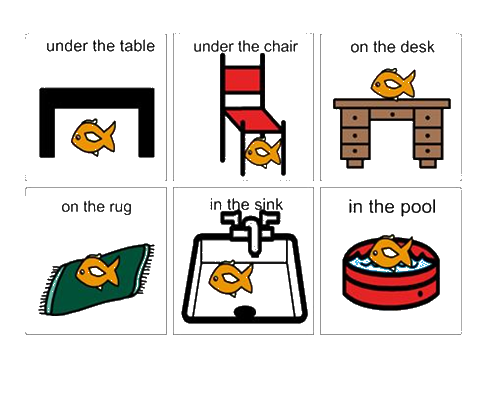 under the table
under the chair
on the desk
on the rug
in the sink
in the pool